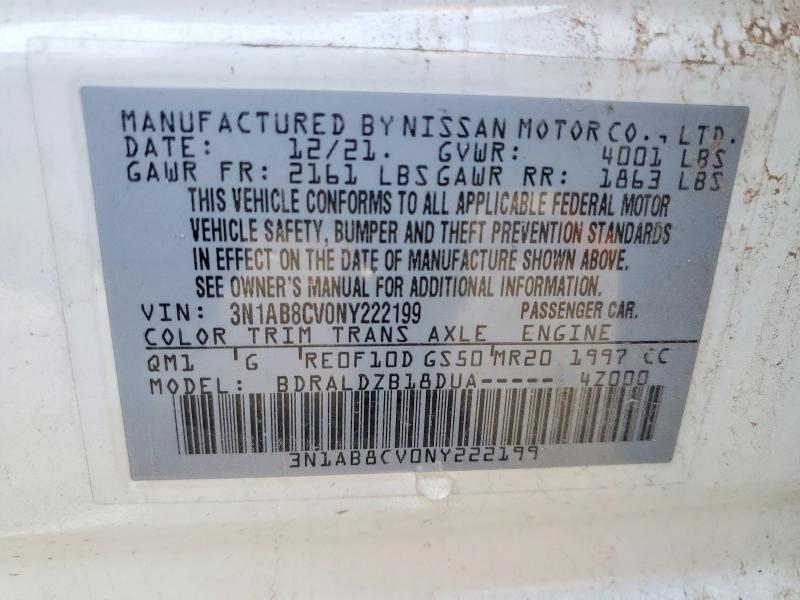 MANUFACTURED BY NISSAN MOTOR CO., LTD.
DATE: 12/21. GVWR: 4001 LBS
GAWR FR: 2161 LBS GAWR RR: 1863 LBS
THIS VEHICLE CONFORMS TO ALL APPLICABLE FEDERAL MOTOR
VEHICLE SAFETY, BUMPER AND THEFT PREVENTION STANDARDS
IN EFFECT ON THE DATE OF MANUFACTURE SHOWN ABOVE.
SEE OWNER'S MANUAL FOR ADDITIONAL INFORMATION.
VIN: 3N1AB8CV0NY222199 PASSENGER CAR.
COLOR TRIM TRANS AXLE ENGINE
QM1 G RE0F10D GS50 MR20 1997 CC
MODEL: BDRALDZB18DUA----- 4Z000
3N1AB8CV0NY222199